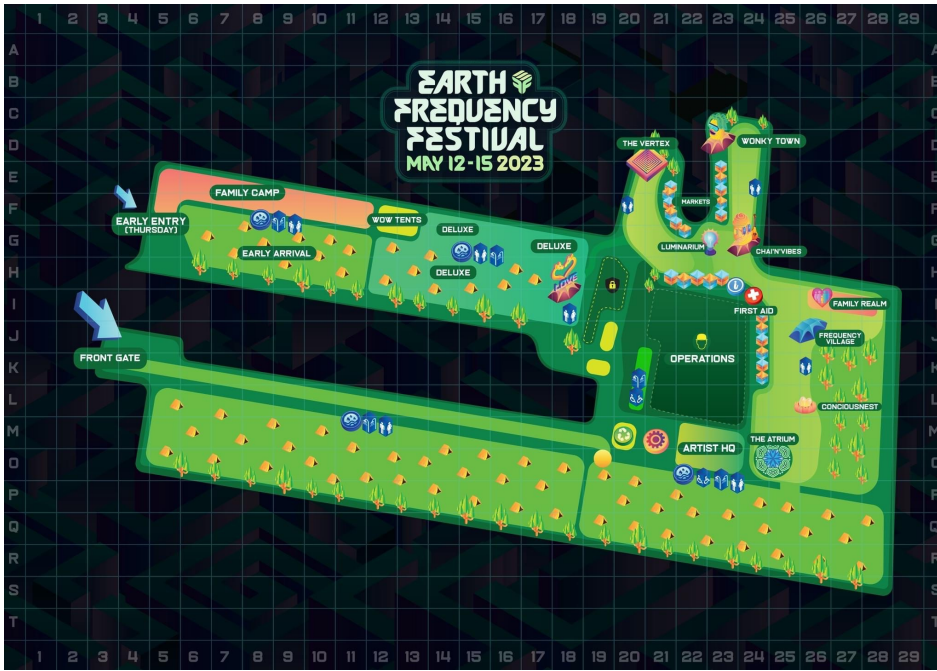 1 2 3 4 5 6 7 8 9 10 11 12 13 14 15 16 17 18 19 20 21 22 23 24 25 26 27 28 29
A
B
C
D
E
F
G
H
I
J
K
L
M
O
P
Q
R
S
T
EARTH
FREQUENCY
FESTIVAL
MAY 12-15 2023
THE VERTEX
WONKY TOWN
FAMILY CAMP
MARKETS
EARLY ENTRY
(THURSDAY)
WOW TENTS
DELUXE
EARLY ARRIVAL
DELUXE
DELUXE
LUMINARIUM
CHAI'N'VIBES
LOVE
FIRST AID
FAMILY REALM
FREQUENCY
VILLAGE
FRONT GATE
OPERATIONS
CONCIOUSNEST
ARTIST HQ
THE ATRIUM
1 2 3 4 5 6 7 8 9 10 11 12 13 14 15 16 17 18 19 20 21 22 23 24 25 26 27 28 29